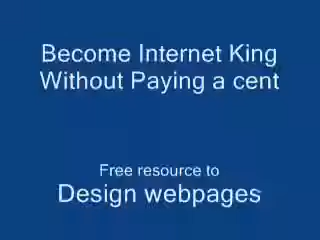 Become Internet King
Without Paying a cent
Free resource to
Design webpages